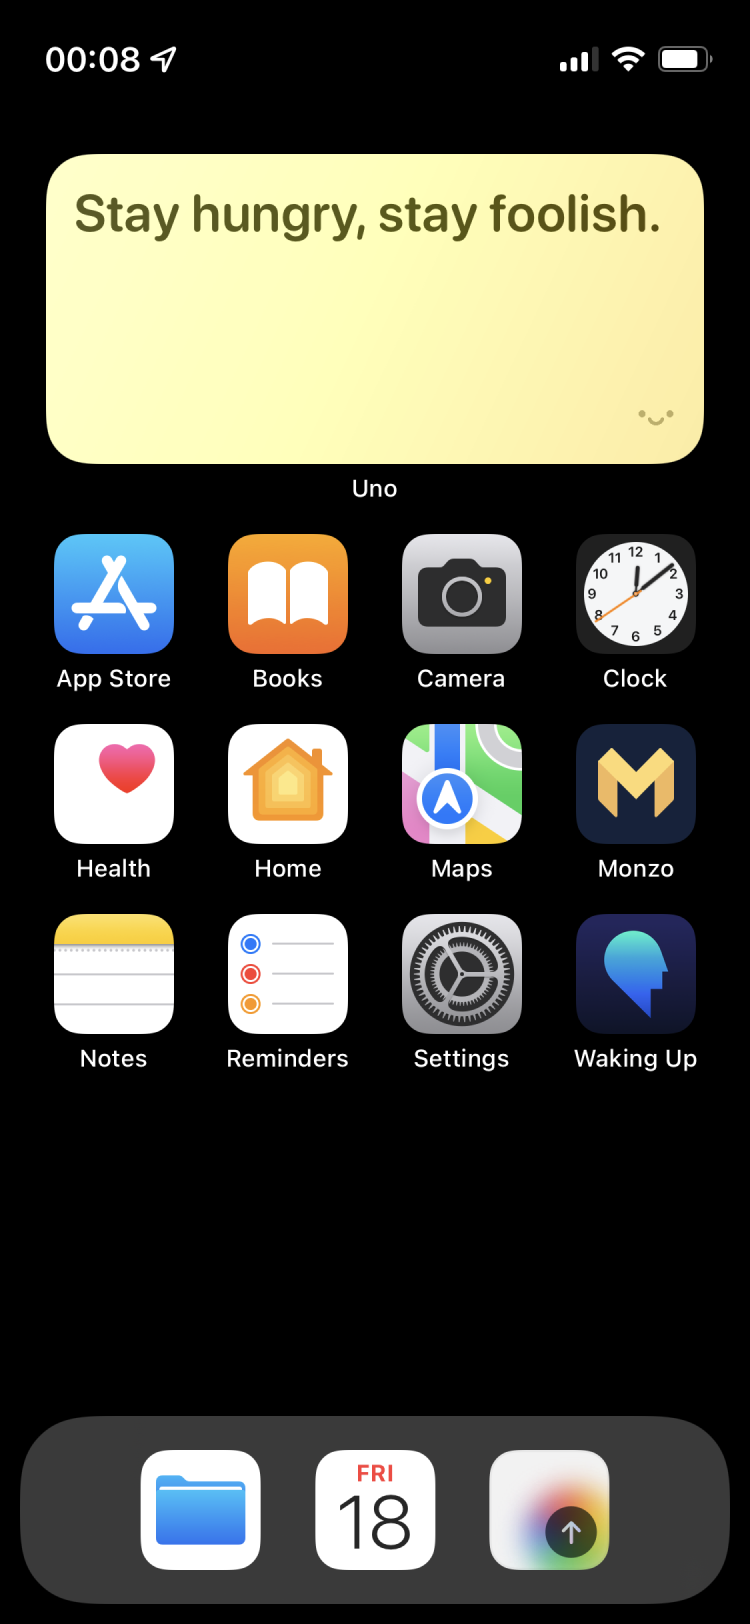 00:08
Stay hungry, stay foolish.
Uno
App Store Books Camera Clock
12 1 2 3 4 5 6 7 8 9 10 11
Health Home Maps Monzo
Notes Reminders Settings Waking Up
FRI
18